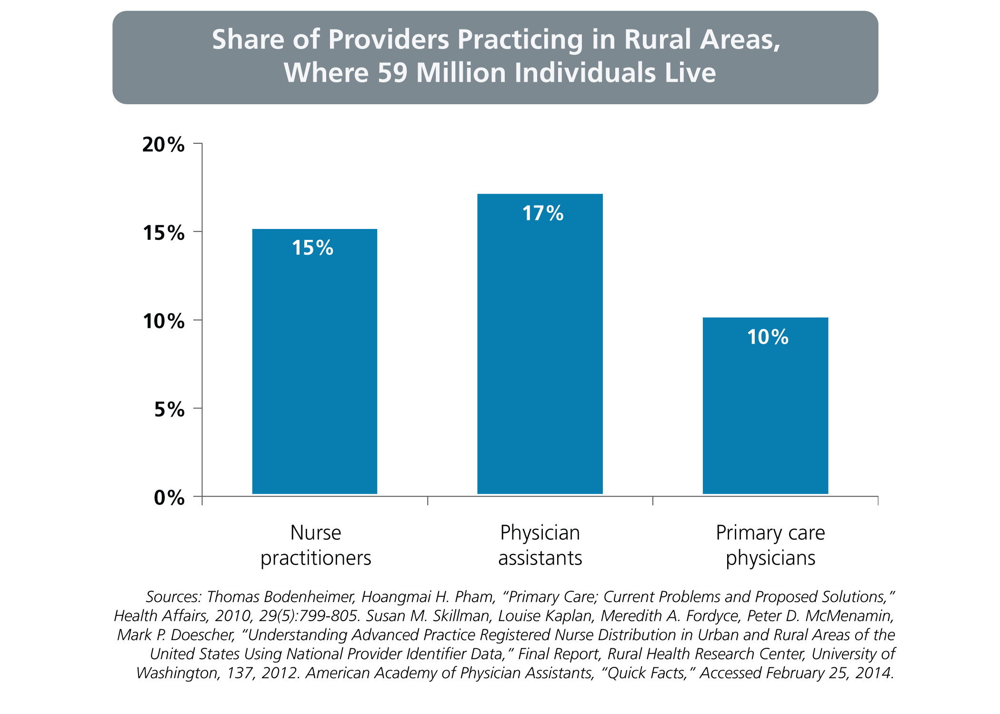 Share of Providers Practicing in Rural Areas,
Where 59 Million Individuals Live
20%
15%
10%
5%
0%
15%
17%
10%
Nurse
practitioners
Physician
assistants
Primary care
physicians
Sources: Thomas Bodenheimer, Hoangmai H. Pham, “Primary Care; Current Problems and Proposed Solutions,”
Health Affairs, 2010, 29(5):799-805. Susan M. Skillman, Louise Kaplan, Meredith A. Fordyce, Peter D. McMenamin,
Mark P. Doescher, “Understanding Advanced Practice Registered Nurse Distribution in Urban and Rural Areas of the
United States Using National Provider Identifier Data,” Final Report, Rural Health Research Center, University of
Washington, 137, 2012. American Academy of Physician Assistants, “Quick Facts,” Accessed February 25, 2014.